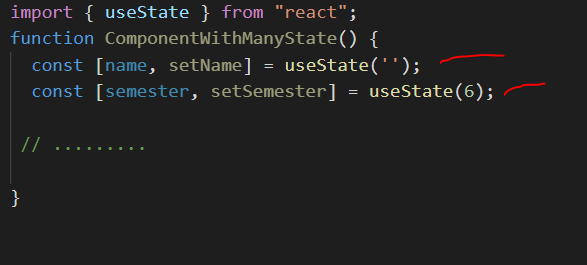 import { useState } from "react";
function ComponentWithManyState() {
const [name, setName] = useState('');
const [semester, setSemester] = useState(6);
// .........
}